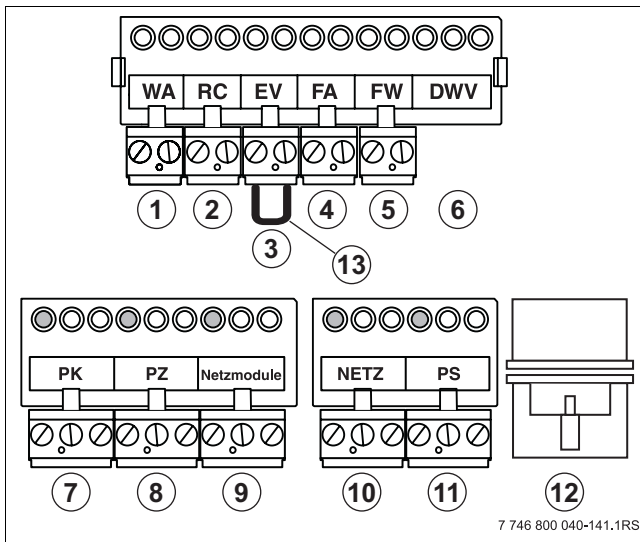 WA RC EV FA FW DWV
1 2 3 4 5 6
13
PK PZ Netzmodule NETZ PS
7 8 9 10 11 12
7 746 800 040-141.1RS